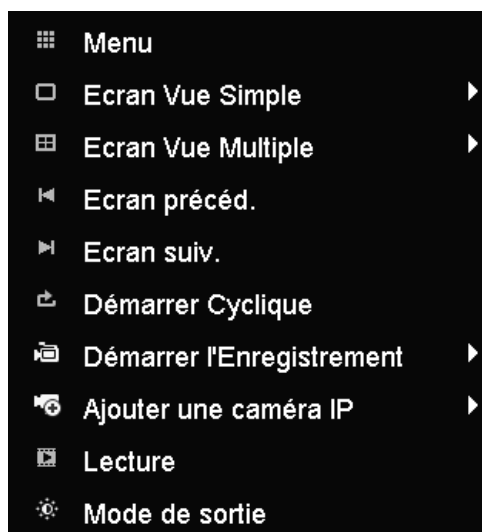 Menu
Ecran Vue Simple
Ecran Vue Multiple
Ecran précéd.
Ecran suiv.
Démarrer Cyclique
Démarrer l'Enregistrement
Ajouter une caméra IP
Lecture
Mode de sortie